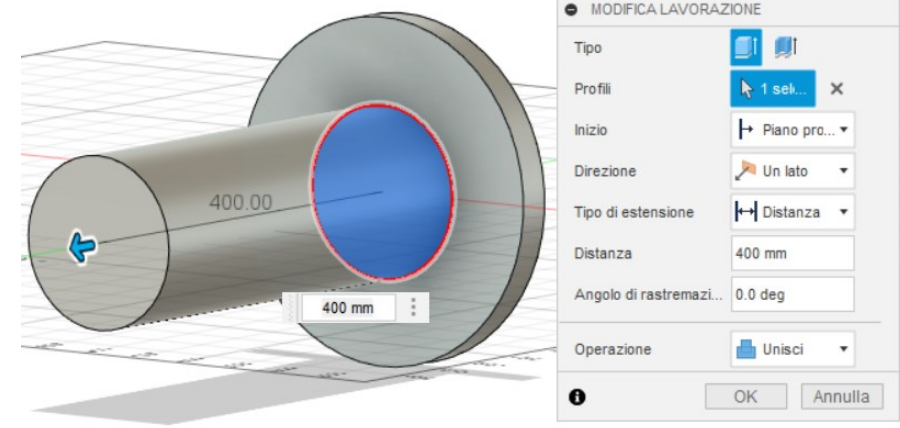 MODIFICA LAVORAZIONE
Tipo
Profili 1 sel...
Inizio Piano pro...
Direzione Un lato
Tipo di estensione Distanza
Distanza 400 mm
Angolo di rastremazi... 0.0 deg
Operazione Unisci
OK Annulla
400.00
400 mm